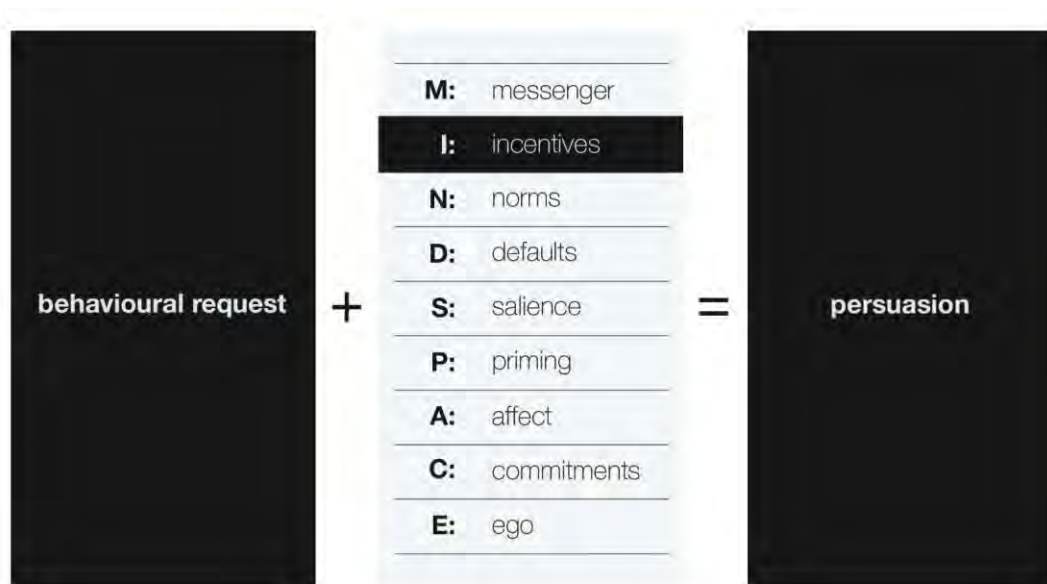 behavioural request
+
M: messenger
I: incentives
N: norms
D: defaults
S: salience
P: priming
A: affect
C: commitments
E: ego
=
persuasion